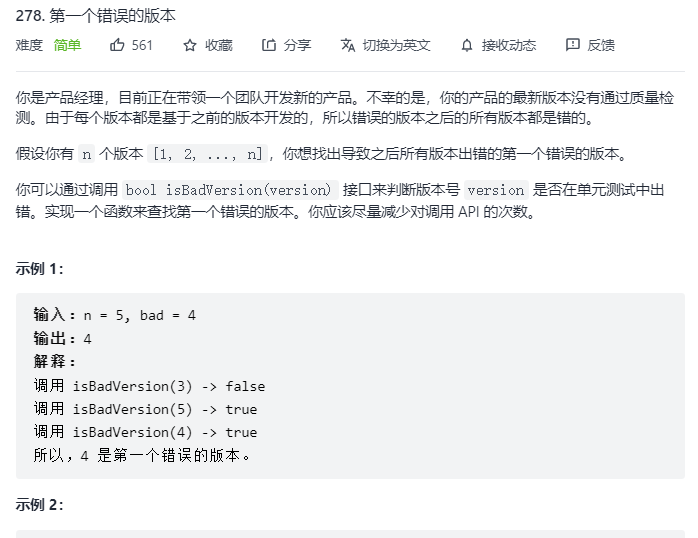 278. 第一个错误的版本
难度 简单 561 收藏 分享 切换为英文 接收动态 反馈
你是产品经理，目前正在带领一个团队开发新的产品。不幸的是，你的产品的最新版本没有通过质量检
测。由于每个版本都是基于之前的版本开发的，所以错误的版本之后的所有版本都是错的。
假设你有 n 个版本 [1, 2, ..., n]，你想找出导致之后所有版本出错的第一个错误的版本。
你可以通过调用 bool isBadVersion(version) 接口来判断版本号 version 是否在单元测试中出
错。实现一个函数来查找第一个错误的版本。你应该尽量减少对调用 API 的次数。
示例 1：
输入：n = 5, bad = 4
输出：4
解释：
调用 isBadVersion(3) -> false
调用 isBadVersion(5) -> true
调用 isBadVersion(4) -> true
所以，4 是第一个错误的版本。
示例 2：